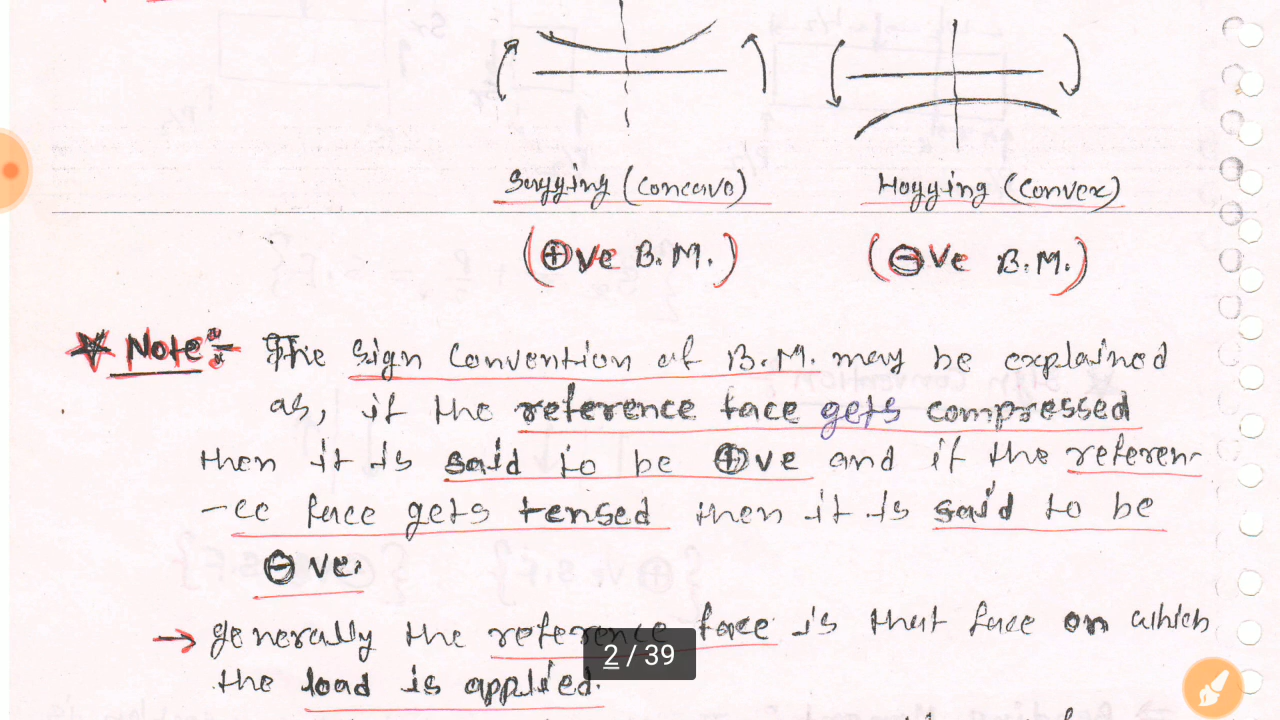 Sagging (Concave) Hogging (Convex)
(⊕ve B.M.) (⊖ve B.M.)
Note:- The Sign Convention of B.M. may be explained
as, if the reference face gets compressed
then it is said to be ⊕ve and if the referen-
-ce face gets tensed then it is said to be
⊖ve.
→ generally the reference face is that face on which
the load is applied.
2 / 39